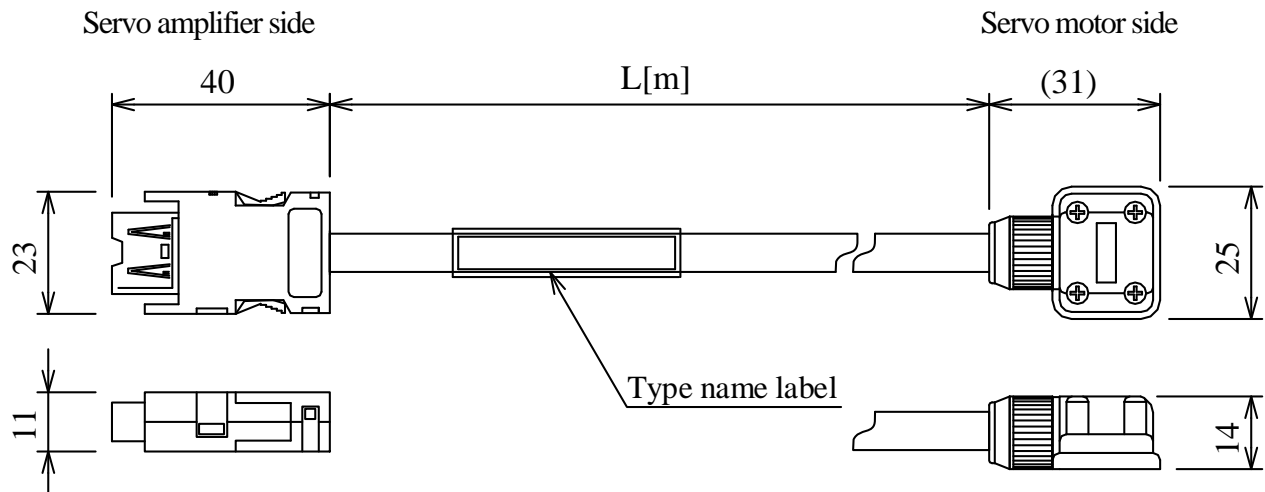 Servo amplifier side
Servo motor side
40
L[m]
(31)
23
25
Type name label
11
14